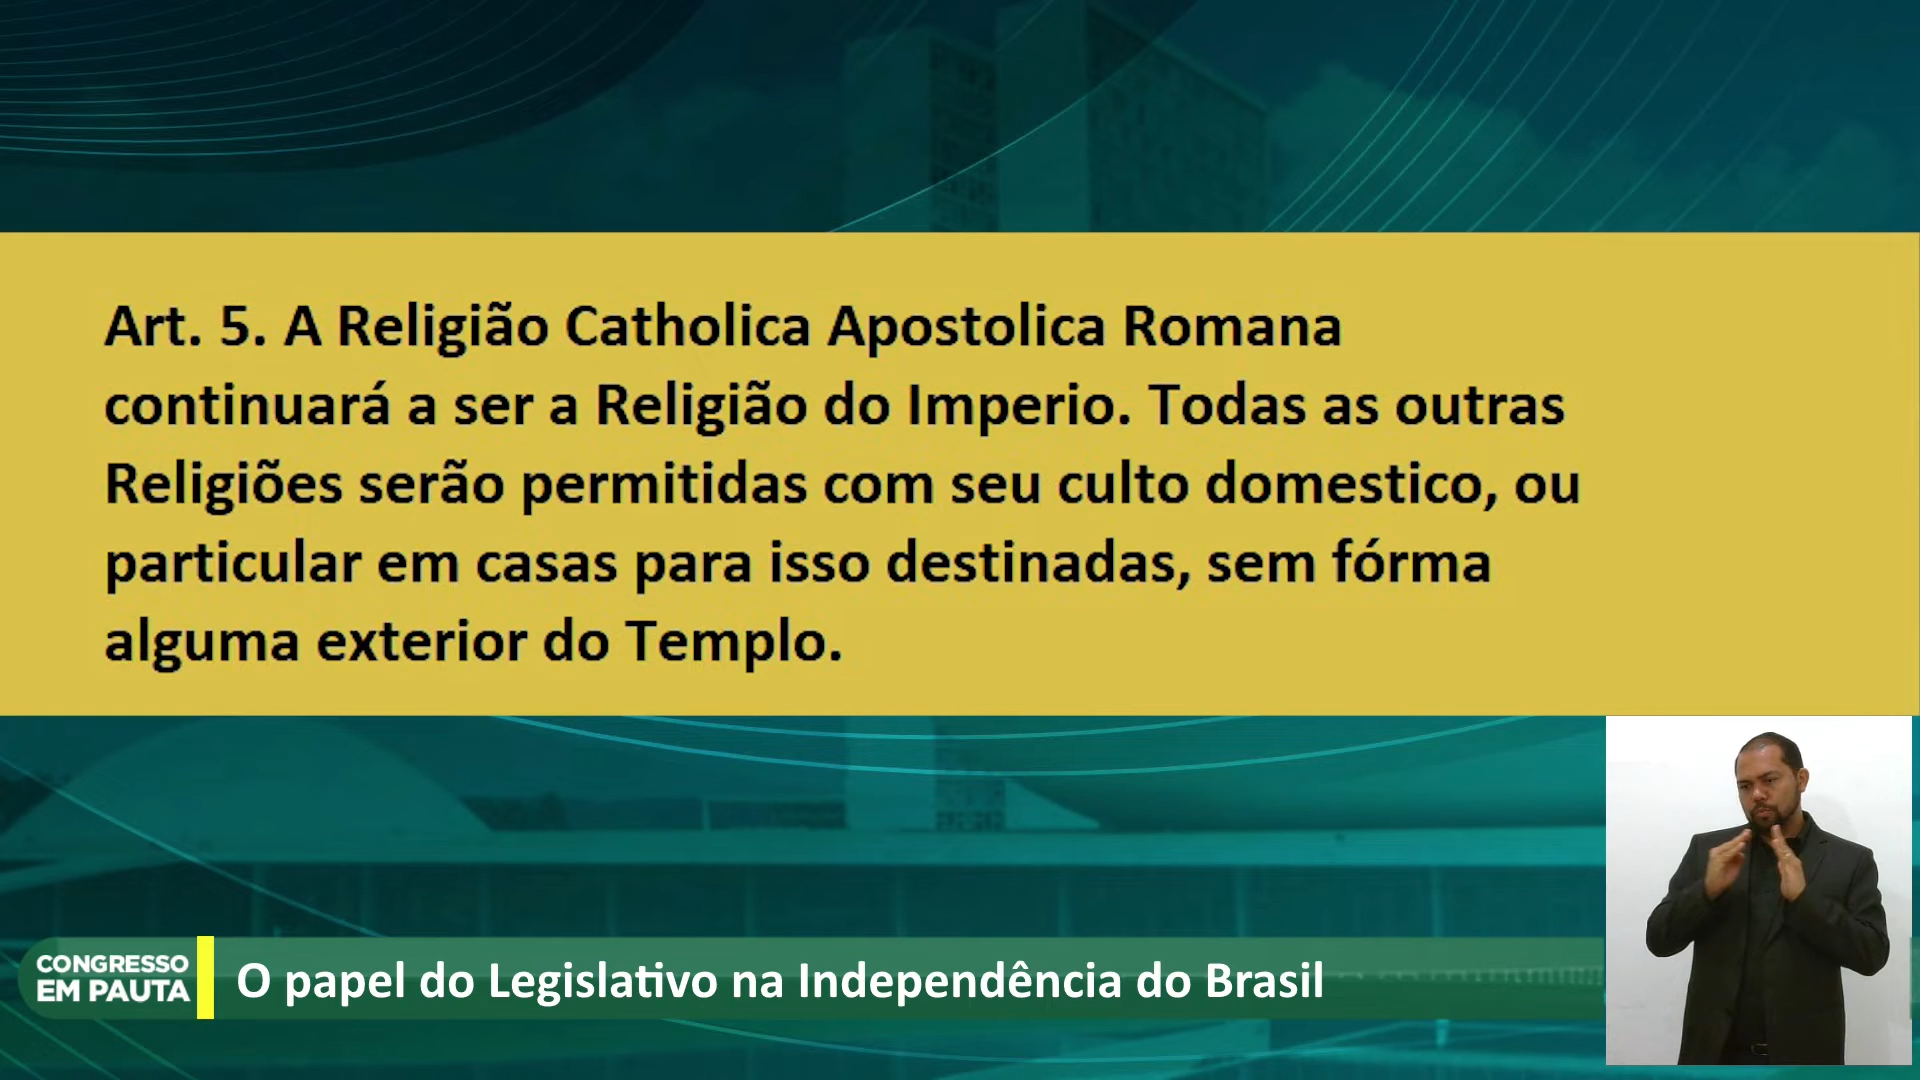 Art. 5. A Religião Catholica Apostolica Romana
continuará a ser a Religião do Imperio. Todas as outras
Religiões serão permitidas com seu culto domestico, ou
particular em casas para isso destinadas, sem fórma
alguma exterior do Templo.
CONGRESSO
EM PAUTA
O papel do Legislativo na Independência do Brasil